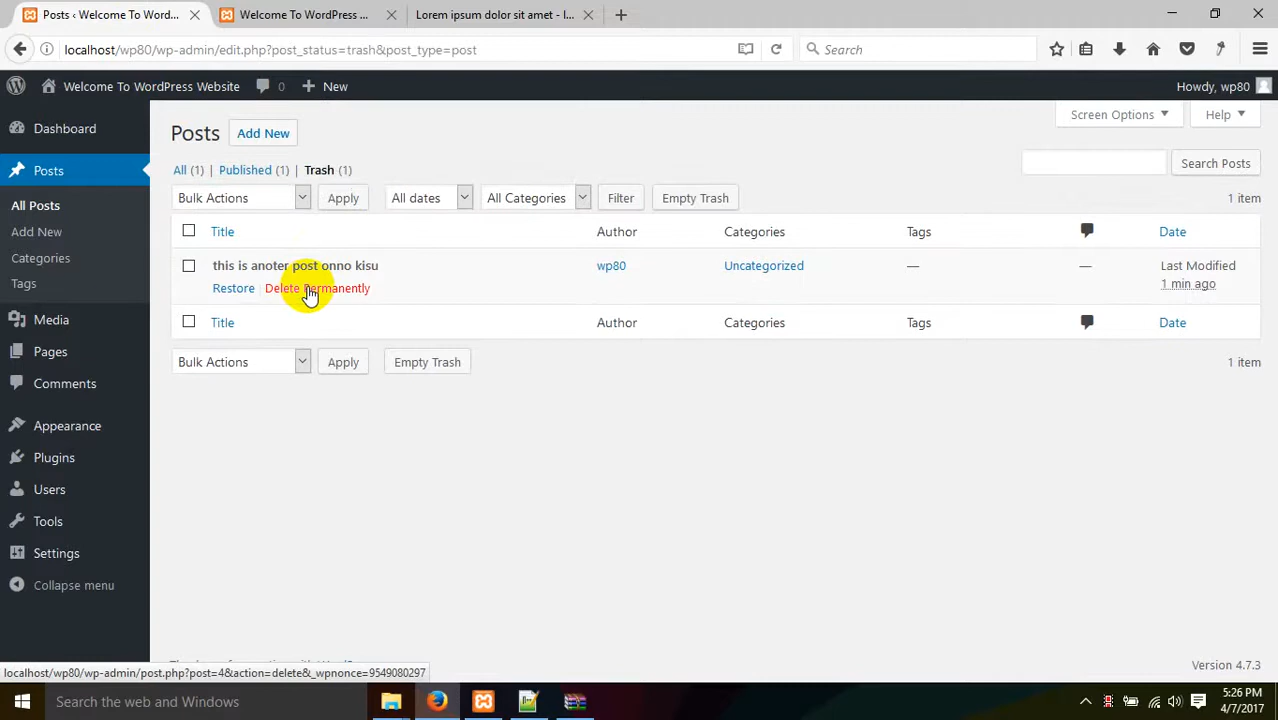 Posts ‹ Welcome To WordP...
Welcome To WordPress ...
Lorem ipsum dolor sit amet - l...
localhost/wp80/wp-admin/edit.php?post_status=trash&post_type=post
Search
Welcome To WordPress Website
0
New
Howdy, wp80
Screen Options
Help
Dashboard
Posts
All Posts
Add New
Categories
Tags
Media
Pages
Comments
Appearance
Plugins
Users
Tools
Settings
Collapse menu
Posts
Add New
All (1) | Published (1) | Trash (1)
Search Posts
Bulk Actions
Apply
All dates
All Categories
Filter
Empty Trash
1 item
Title
Author
Categories
Tags
Date
this is anoter post onno kisu
wp80
Uncategorized
—
—
Last Modified
Restore | Delete Permanently
1 min ago
Title
Author
Categories
Tags
Date
Bulk Actions
Apply
Empty Trash
1 item
Version 4.7.3
localhost/wp80/wp-admin/post.php?post=4&action=delete&_wpnonce=9549080297
Search the web and Windows
5:26 PM
4/7/2017